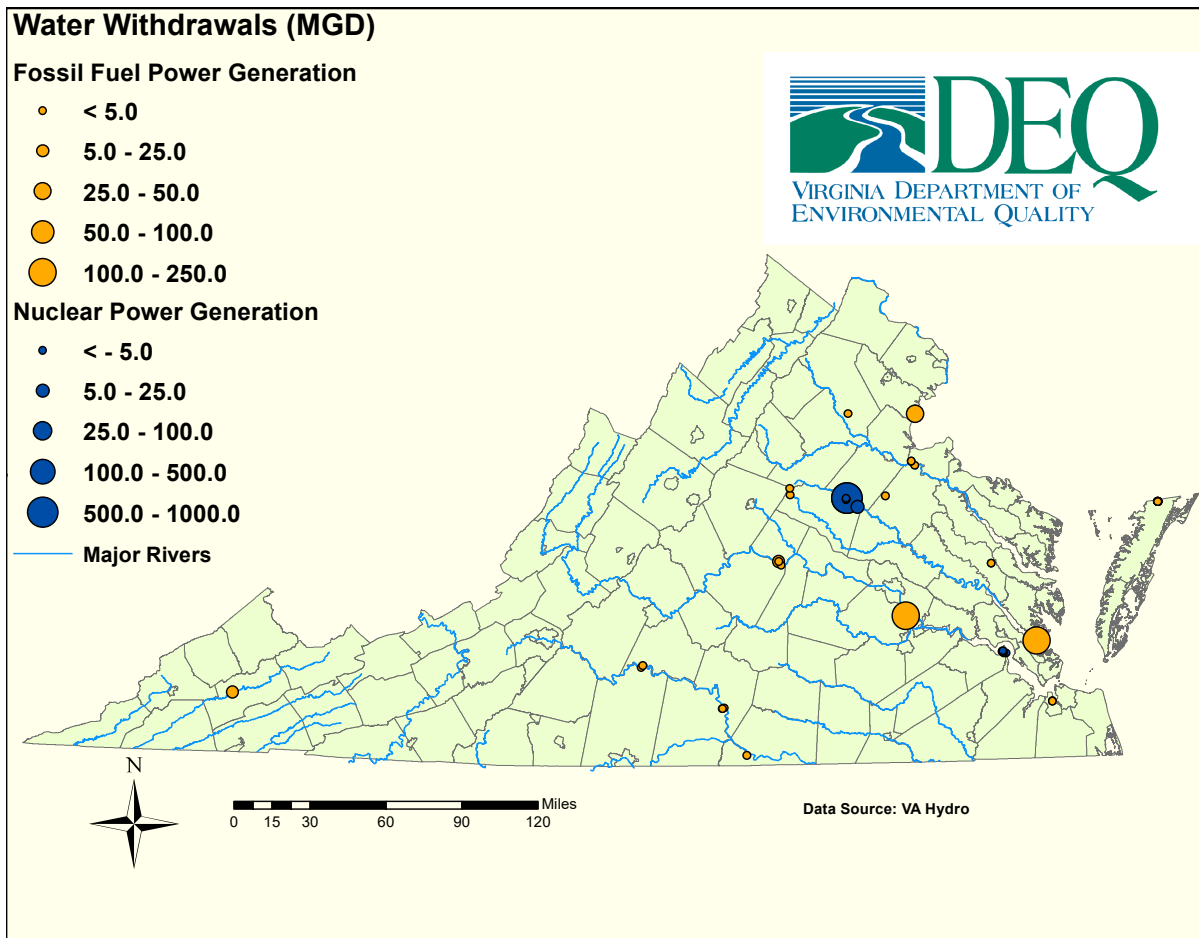 Water Withdrawals (MGD)
Fossil Fuel Power Generation
< 5.0
5.0 - 25.0
25.0 - 50.0
50.0 - 100.0
100.0 - 250.0
Nuclear Power Generation
< - 5.0
5.0 - 25.0
25.0 - 100.0
100.0 - 500.0
500.0 - 1000.0
Major Rivers
DEQ
VIRGINIA DEPARTMENT OF
ENVIRONMENTAL QUALITY
N
Miles
0 15 30 60 90 120
Data Source: VA Hydro